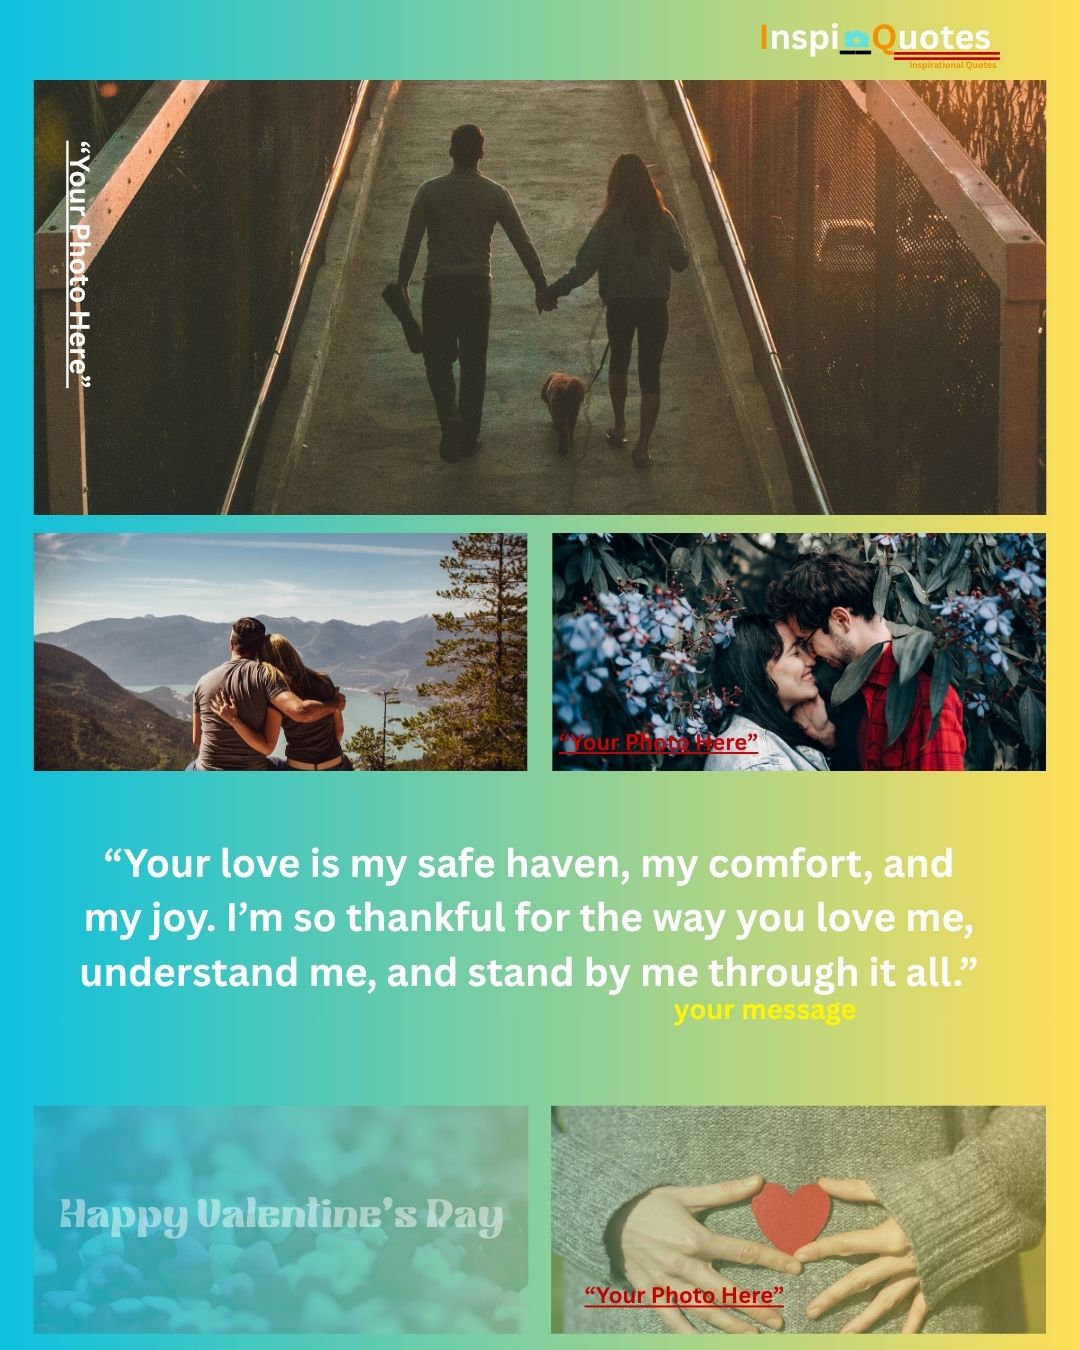 InspiQuotes
Inspirational Quotes
“Your Photo Here”
“Your Photo Here”
“Your love is my safe haven, my comfort, and
my joy. I’m so thankful for the way you love me,
understand me, and stand by me through it all.”
your message
Happy Valentine’s Day
“Your Photo Here”